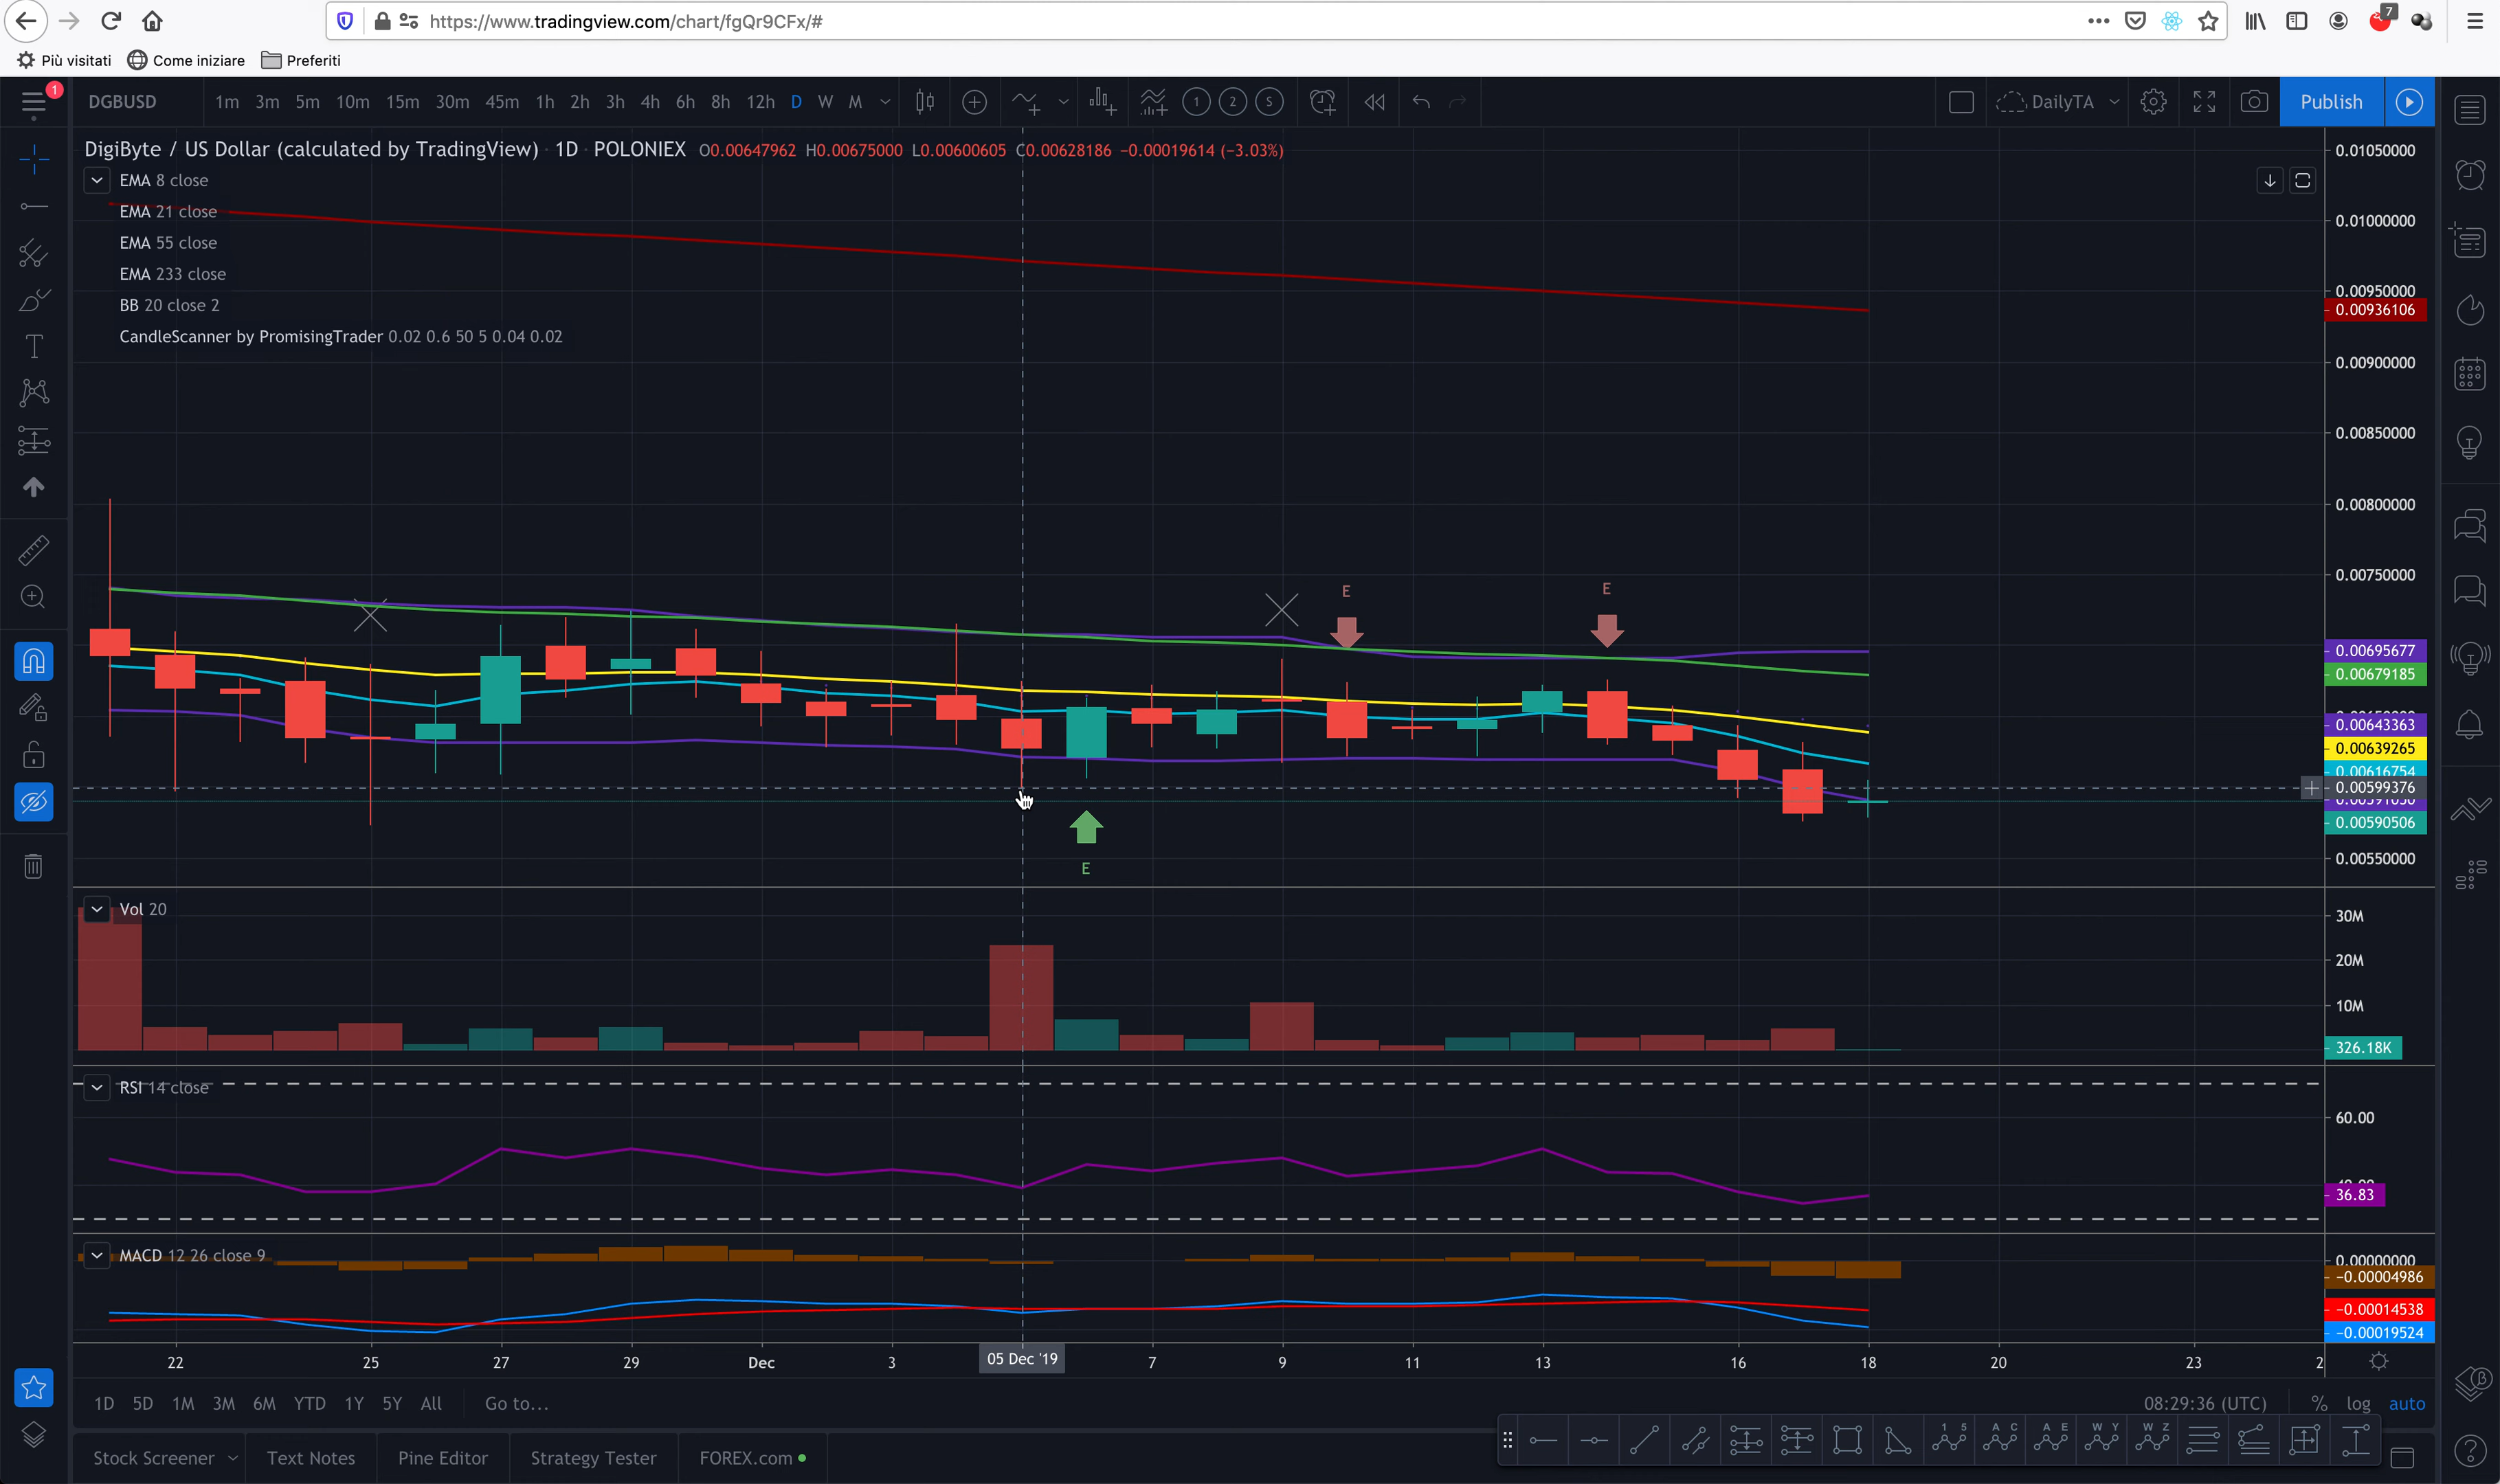 https://www.tradingview.com/chart/fgQr9CFx/#
7
Più visitati Come iniziare Preferiti
1
DGBUSD 1m 3m 5m 10m 15m 30m 45m 1h 2h 3h 4h 6h 8h 12h D W M 1 2 S DailyTA Publish
DigiByte / US Dollar (calculated by TradingView) 1D POLONIEX O0.00647962 H0.00675000 L0.00600605 C0.00628186 −0.00019614 (−3.03%)
EMA 8 close
EMA 21 close
EMA 55 close
EMA 233 close
BB 20 close 2
CandleScanner by PromisingTrader 0.02 0.6 50 5 0.04 0.02
0.01050000
0.01000000
0.00950000
0.00936106
0.00900000
0.00850000
0.00800000
0.00750000
E
E
0.00695677
0.00679185
0.00643363
0.00639265
0.00616754
0.00599376
0.00590506
0.00550000
E
Vol 20
30M
20M
10M
326.18K
RSI 14 close
60.00
36.83
MACD 12 26 close 9
0.00000000
−0.00004986
−0.00014538
−0.00019524
22 25 27 29 Dec 3 05 Dec '19 7 9 11 13 16 18 20 23 2
1D 5D 1M 3M 6M YTD 1Y 5Y All Go to... 08:29:36 (UTC) % log auto
1 5 A C A E W Y W Z
Stock Screener Text Notes Pine Editor Strategy Tester FOREX.com